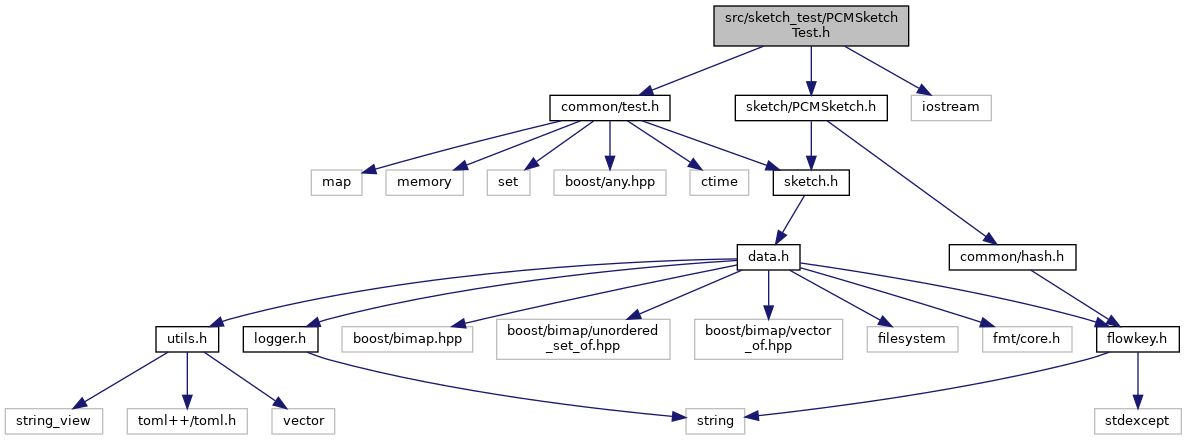 src/sketch_test/PCMSketch
Test.h
common/test.h
sketch/PCMSketch.h
iostream
map
memory
set
boost/any.hpp
ctime
sketch.h
data.h
common/hash.h
utils.h
logger.h
boost/bimap.hpp
boost/bimap/unordered
_set_of.hpp
boost/bimap/vector
_of.hpp
filesystem
fmt/core.h
flowkey.h
string_view
toml++/toml.h
vector
string
stdexcept